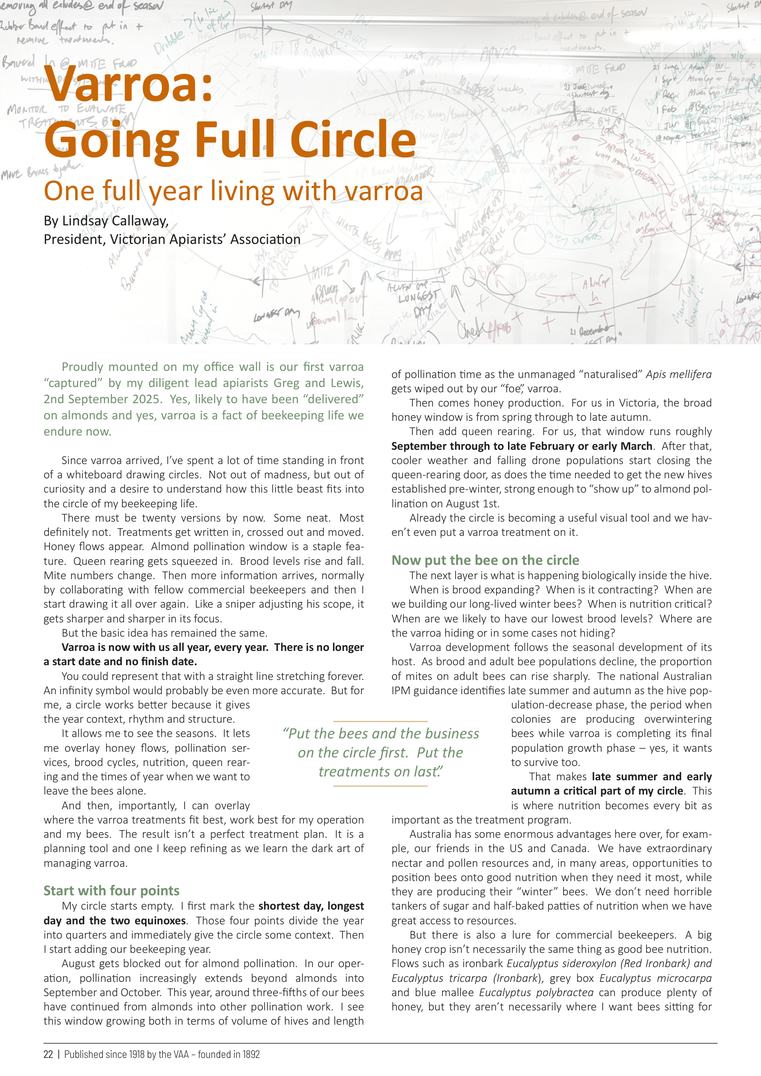 Varroa:
Going Full Circle
One full year living with varroa
By Lindsay Callaway,
President, Victorian Apiarists’ Association
Proudly mounted on my office wall is our first varroa
“captured” by my diligent lead apiarists Greg and Lewis,
2nd September 2025. Yes, likely to have been “delivered”
on almonds and yes, varroa is a fact of beekeeping life we
endure now.
Since varroa arrived, I’ve spent a lot of time standing in front
of a whiteboard drawing circles. Not out of madness, but out of
curiosity and a desire to understand how this little beast fits into
the circle of my beekeeping life.
There must be twenty versions by now. Some neat. Most
definitely not. Treatments get written in, crossed out and moved.
Honey flows appear. Almond pollination window is a staple fea-
ture. Queen rearing gets squeezed in. Brood levels rise and fall.
Mite numbers change. Then more information arrives, normally
by collaborating with fellow commercial beekeepers and then I
start drawing it all over again. Like a sniper adjusting his scope, it
gets sharper and sharper in its focus.
But the basic idea has remained the same.
Varroa is now with us all year, every year. There is no longer
a start date and no finish date.
You could represent that with a straight line stretching forever.
An infinity symbol would probably be even more accurate. But for
me, a circle works better because it gives
the year context, rhythm and structure.
It allows me to see the seasons. It lets
me overlay honey flows, pollination ser-
vices, brood cycles, nutrition, queen rear-
ing and the times of year when we want to
leave the bees alone.
And then, importantly, I can overlay
where the varroa treatments fit best, work best for my operation
and my bees. The result isn’t a perfect treatment plan. It is a
planning tool and one I keep refining as we learn the dark art of
managing varroa.
Start with four points
My circle starts empty. I first mark the shortest day, longest
day and the two equinoxes. Those four points divide the year
into quarters and immediately give the circle some context. Then
I start adding our beekeeping year.
August gets blocked out for almond pollination. In our oper-
ation, pollination increasingly extends beyond almonds into
September and October. This year, around three-fifths of our bees
have continued from almonds into other pollination work. I see
this window growing both in terms of volume of hives and length
“Put the bees and the business
on the circle first. Put the
treatments on last.”
of pollination time as the unmanaged “naturalised” Apis mellifera
gets wiped out by our “foe”, varroa.
Then comes honey production. For us in Victoria, the broad
honey window is from spring through to late autumn.
Then add queen rearing. For us, that window runs roughly
September through to late February or early March. After that,
cooler weather and falling drone populations start closing the
queen-rearing door, as does the time needed to get the new hives
established pre-winter, strong enough to “show up” to almond pol-
lination on August 1st.
Already the circle is becoming a useful visual tool and we hav-
en’t even put a varroa treatment on it.
Now put the bee on the circle
The next layer is what is happening biologically inside the hive.
When is brood expanding? When is it contracting? When are
we building our long-lived winter bees? When is nutrition critical?
When are we likely to have our lowest brood levels? Where are
the varroa hiding or in some cases not hiding?
Varroa development follows the seasonal development of its
host. As brood and adult bee populations decline, the proportion
of mites on adult bees can rise sharply. The national Australian
IPM guidance identifies late summer and autumn as the hive pop-
ulation-decrease phase, the period when
colonies are producing overwintering
bees while varroa is completing its final
population growth phase – yes, it wants
to survive too.
That makes late summer and early
autumn a critical part of my circle. This
is where nutrition becomes every bit as
important as the treatment program.
Australia has some enormous advantages here over, for exam-
ple, our friends in the US and Canada. We have extraordinary
nectar and pollen resources and, in many areas, opportunities to
position bees onto good nutrition when they need it most, while
they are producing their “winter” bees. We don’t need horrible
tankers of sugar and half-baked patties of nutrition when we have
great access to resources.
But there is also a lure for commercial beekeepers. A big
honey crop isn’t necessarily the same thing as good bee nutrition.
Flows such as ironbark Eucalyptus sideroxylon (Red Ironbark) and
Eucalyptus tricarpa (Ironbark), grey box Eucalyptus microcarpa
and blue mallee Eucalyptus polybractea can produce plenty of
honey, but they aren’t necessarily where I want bees sitting for
22 | Published since 1918 by the VAA – founded in 1892